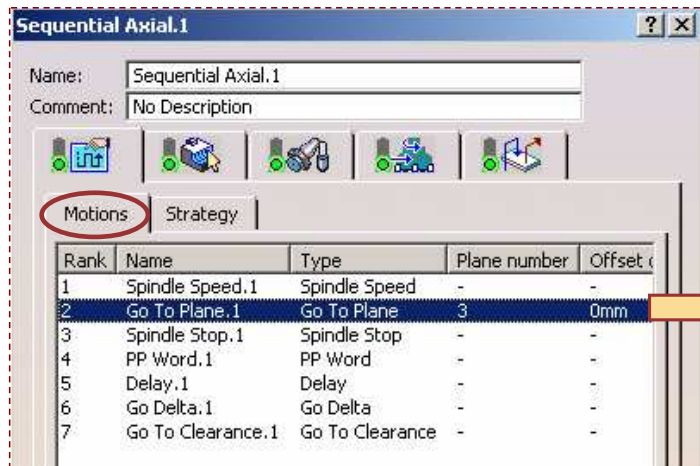 Sequential Axial.1
Name: Sequential Axial.1
Comment: No Description
Motions Strategy
Rank Name Type Plane number Offset
1 Spindle Speed.1 Spindle Speed - -
2 Go To Plane.1 Go To Plane 3 0mm
3 Spindle Stop.1 Spindle Stop - -
4 PP Word.1 PP Word - -
5 Delay.1 Delay - -
6 Go Delta.1 Go Delta - -
7 Go To Clearance.1 Go To Clearance - -